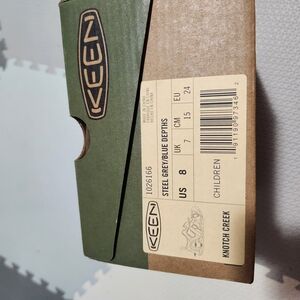 KEEN
1026166
STEEL GREY/BLUE DEPTHS
US UK CM EU
8 7 15 24
CHILDREN
KEEN
KNOTCH CREEK